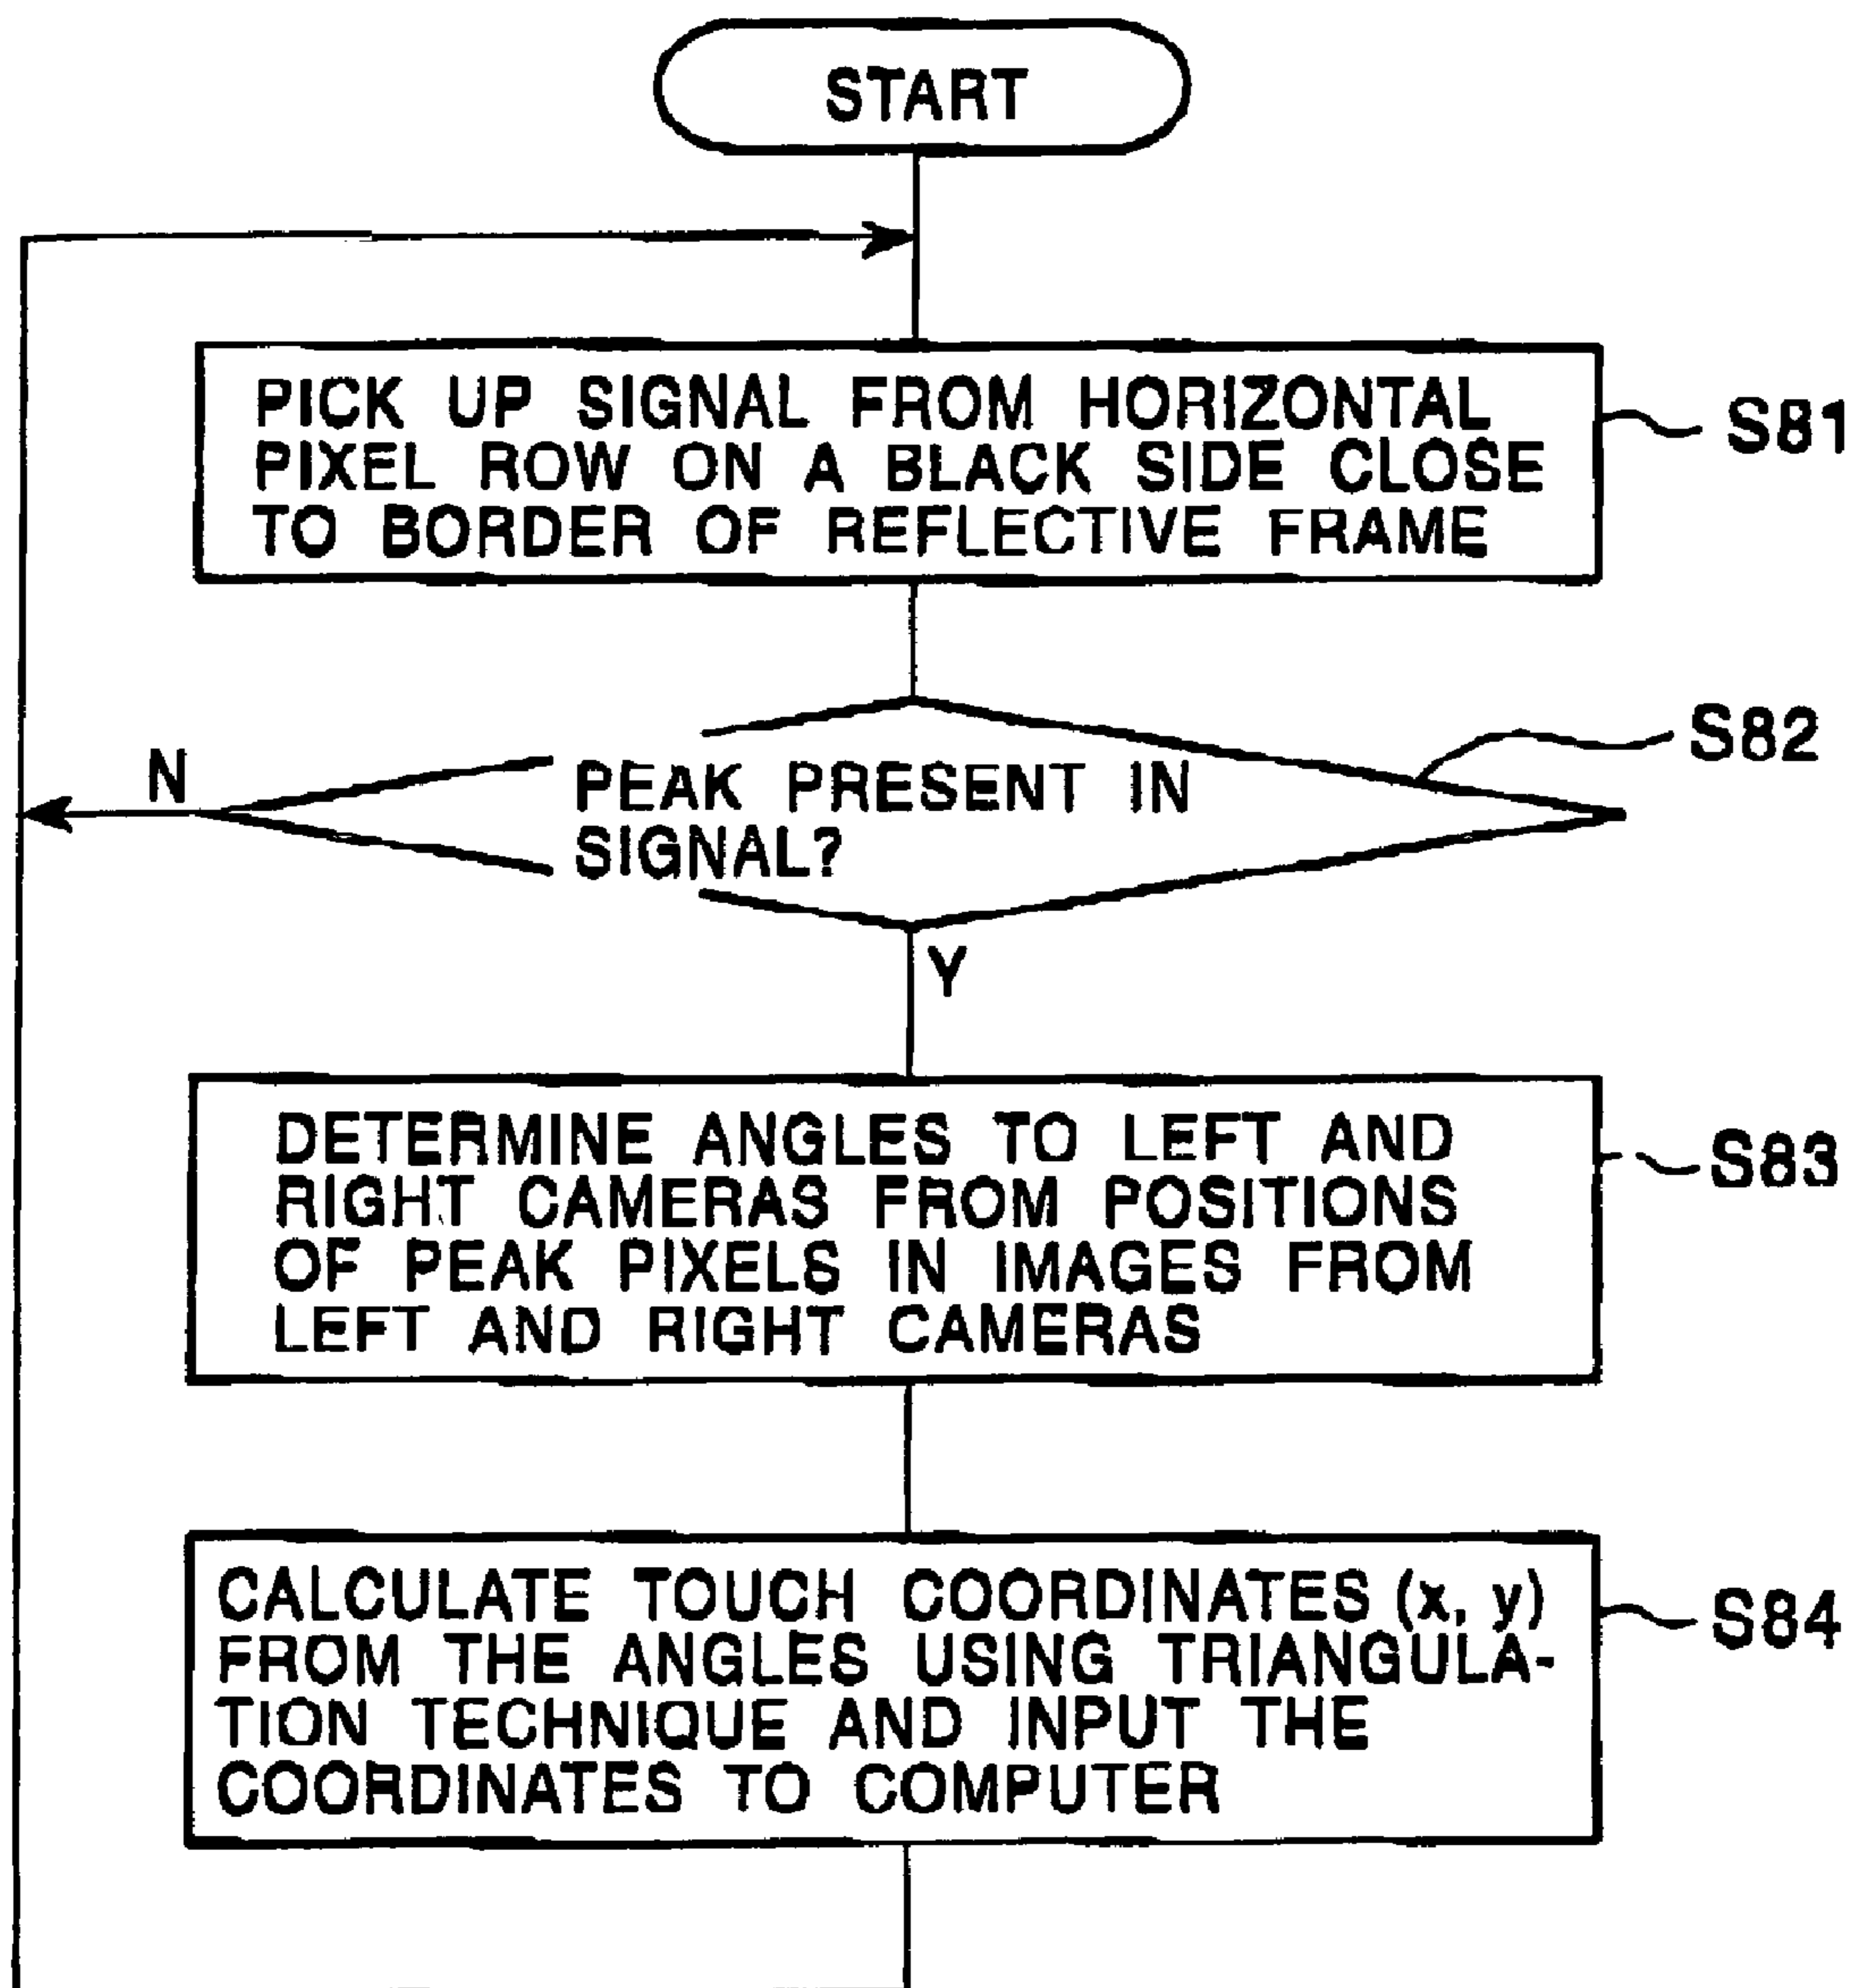 START
PICK UP SIGNAL FROM HORIZONTAL
PIXEL ROW ON A BLACK SIDE CLOSE
TO BORDER OF REFLECTIVE FRAME
S81
S82
N
PEAK PRESENT IN
SIGNAL?
Y
DETERMINE ANGLES TO LEFT AND
RIGHT CAMERAS FROM POSITIONS
OF PEAK PIXELS IN IMAGES FROM
LEFT AND RIGHT CAMERAS
S83
CALCULATE TOUCH COORDINATES (x, y)
FROM THE ANGLES USING TRIANGULA-
TION TECHNIQUE AND INPUT THE
COORDINATES TO COMPUTER
S84